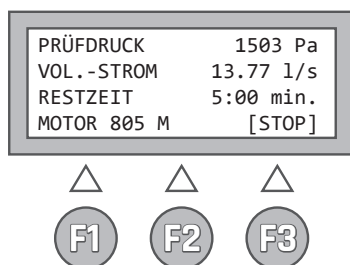 PRÜFDRUCK 1503 Pa
VOL.-STROM 13.77 l/s
RESTZEIT 5:00 min.
MOTOR 805 M [STOP]
F1 F2 F3